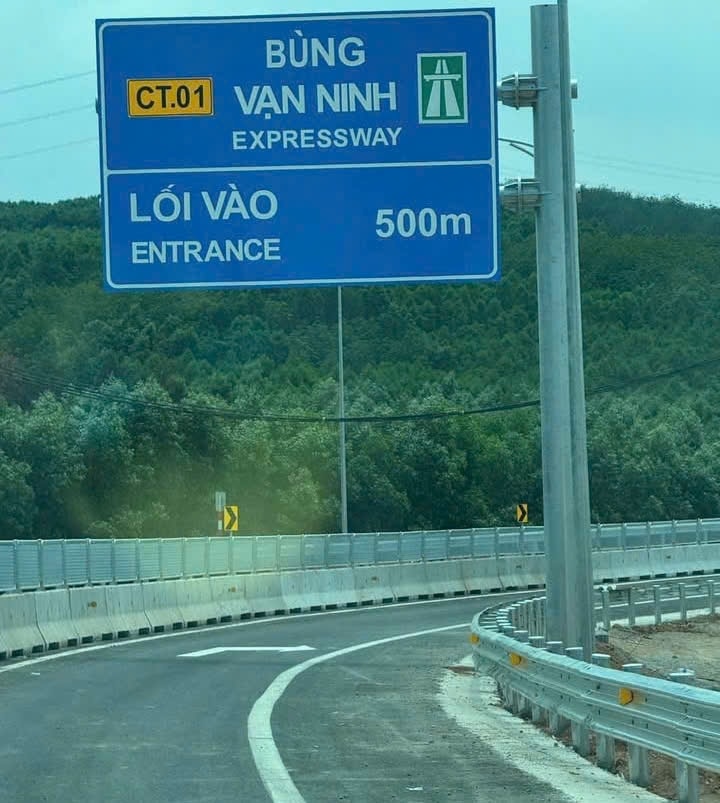 BÙNG
CT.01 VẠN NINH
EXPRESSWAY
LỐI VÀO 500m
ENTRANCE